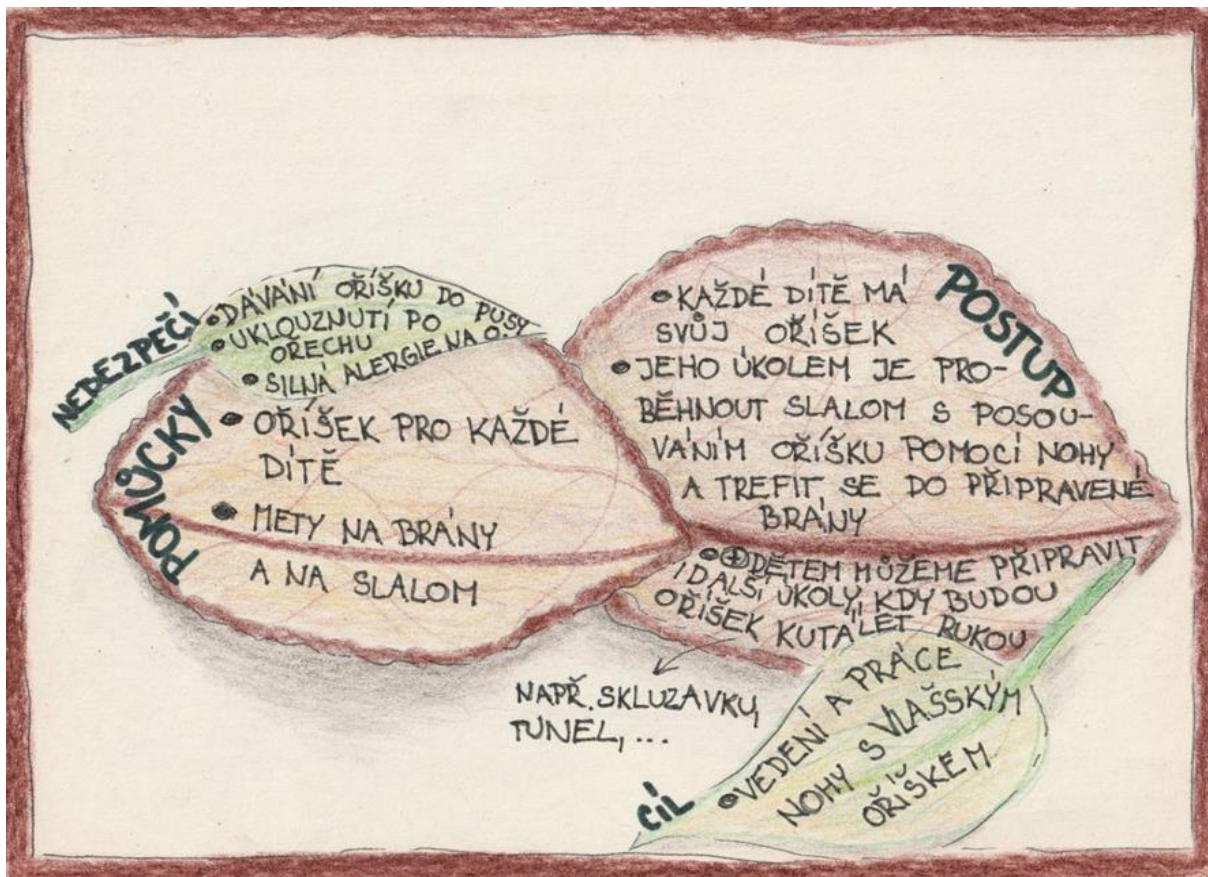 NEBEZPEČÍ
• DÁVÁNÍ OŘÍŠKU DO PUSY
• UKLOUZNUTÍ PO
OŘECHU
• SILNÁ ALERGIE NA O.
POMŮCKY
• OŘÍŠEK PRO KAŽDÉ
DÍTĚ
• METY NA BRÁNY
A NA SLALOM
POSTUP
• KAŽDÉ DÍTĚ MÁ
SVŮJ OŘÍŠEK
• JEHO ÚKOLEM JE PRO-
BĚHNOUT SLALOM S POSOU-
VÁNÍM OŘÍŠKU POMOCÍ NOHY
A TREFIT SE DO PŘIPRAVENÉ
BRÁNY
• ⊕ DĚTEM MŮŽEME PŘIPRAVIT
I DALŠÍ ÚKOLY, KDY BUDOU
OŘÍŠEK KUTÁLET RUKOU
NAPŘ. SKLUZAVKU,
TUNEL, ...
CÍL
• VEDENÍ A PRÁCE
NOHY S VLAŠSKÝM
OŘÍŠKEM